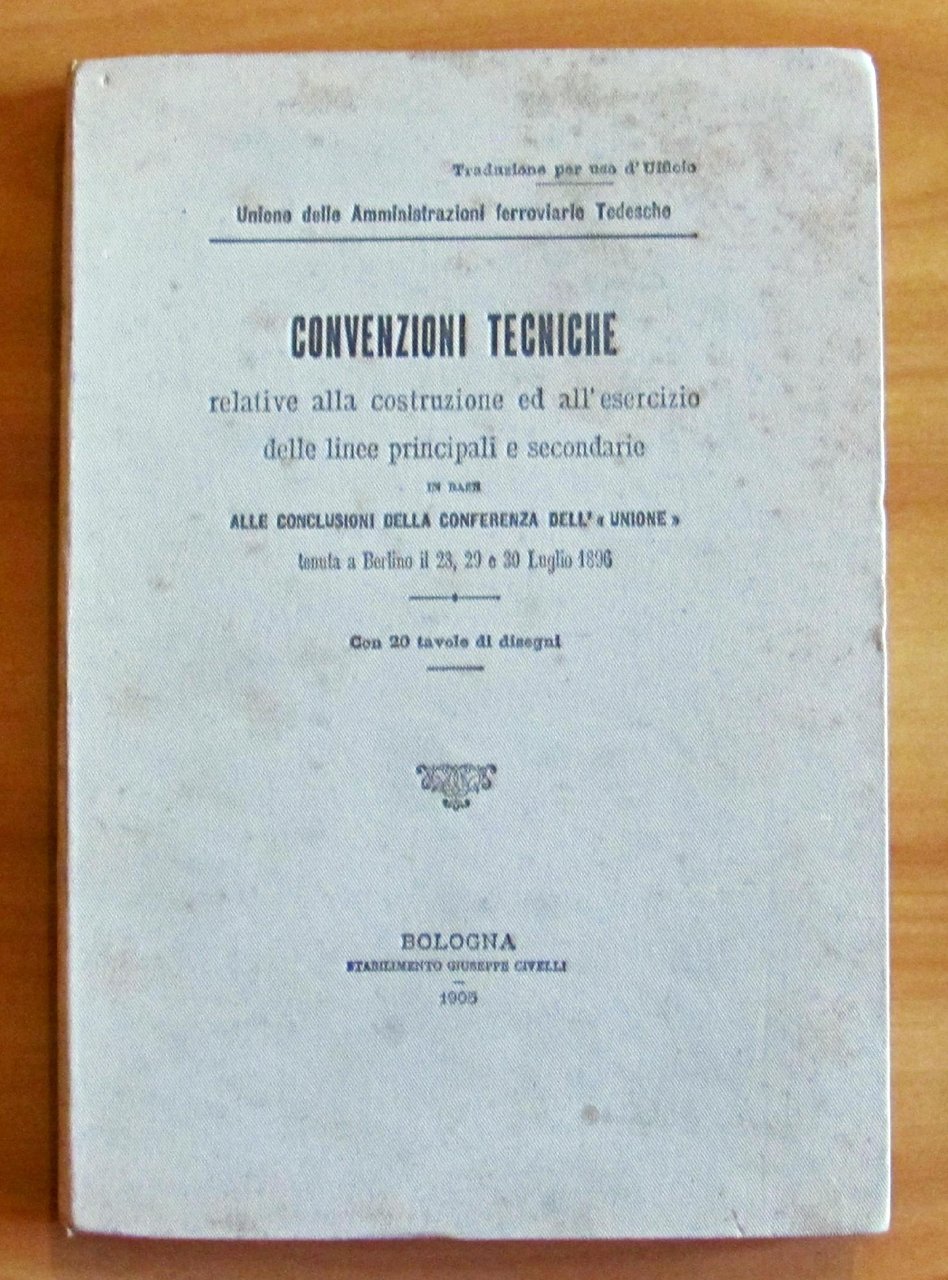 Traduzione per uso d'Ufficio
Unione delle Amministrazioni ferroviarie Tedesche
CONVENZIONI TECNICHE
relative alla costruzione ed all'esercizio
delle linee principali e secondarie
IN BASE
ALLE CONCLUSIONI DELLA CONFERENZA DELL'« UNIONE »
tenuta a Berlino il 28, 29 e 30 Luglio 1896
Con 20 tavole di disegni
BOLOGNA
STABILIMENTO GIUSEPPE CIVELLI
1905